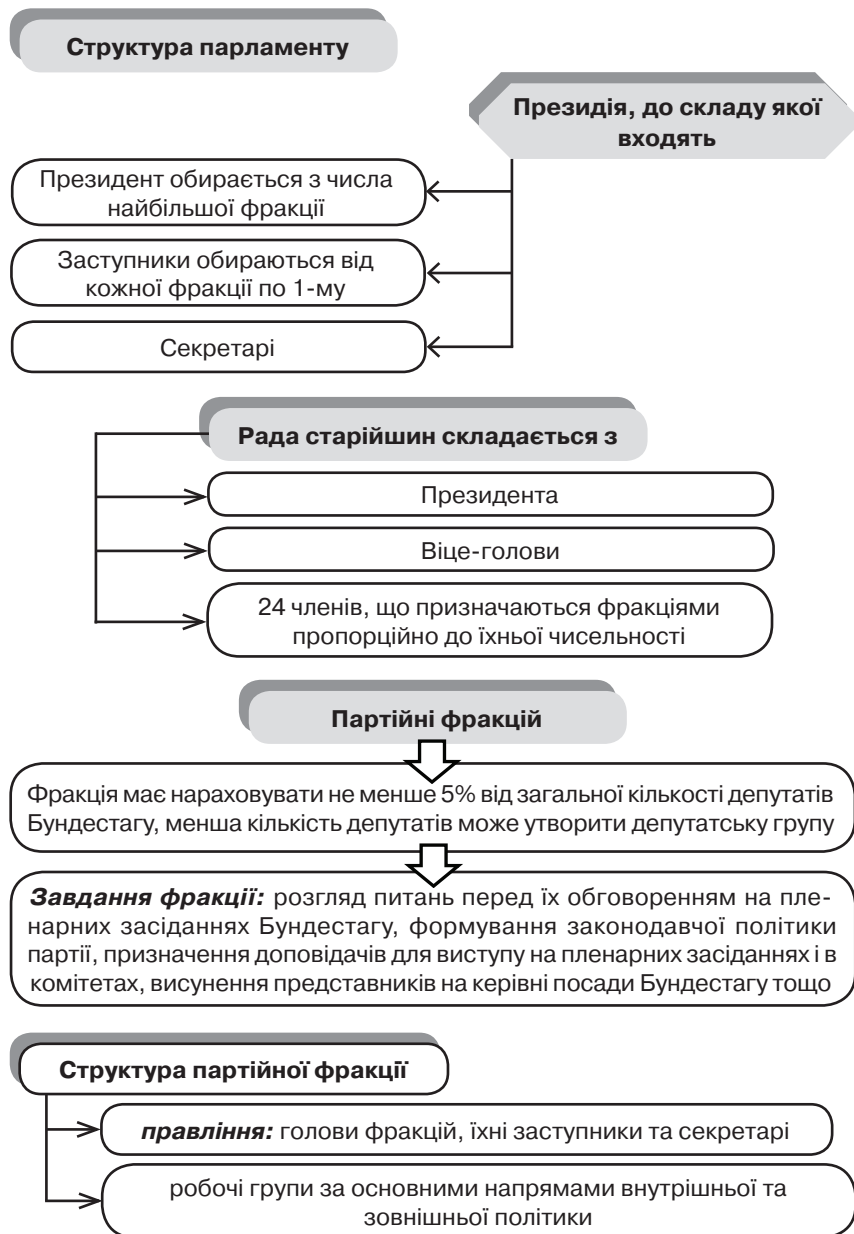 Структура парламенту
Президія, до складу якої
входять
Президент обирається з числа
найбільшої фракції
Заступники обираються від
кожної фракції по 1-му
Секретарі
Рада старійшин складається з
Президента
Віце-голови
24 членів, що призначаються фракціями
пропорційно до їхньої чисельності
Партійні фракцій
Фракція має нараховувати не менше 5% від загальної кількості депутатів
Бундестагу, менша кількість депутатів може утворити депутатську групу
Завдання фракції: розгляд питань перед їх обговоренням на пле-
нарних засіданнях Бундестагу, формування законодавчої політики
партії, призначення доповідачів для виступу на пленарних засіданнях і в
комітетах, висунення представників на керівні посади Бундестагу тощо
Структура партійної фракції
правління: голови фракцій, їхні заступники та секретарі
робочі групи за основними напрямами внутрішньої та
зовнішньої політики